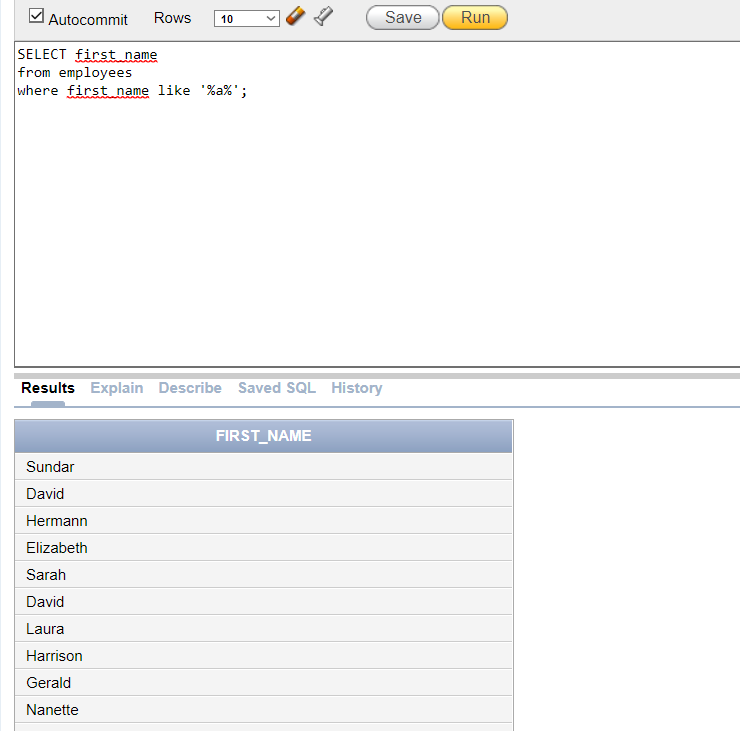 Autocommit Rows 10 Save Run
SELECT first_name
from employees
where first_name like '%a%';
Results Explain Describe Saved SQL History
FIRST_NAME
Sundar
David
Hermann
Elizabeth
Sarah
David
Laura
Harrison
Gerald
Nanette